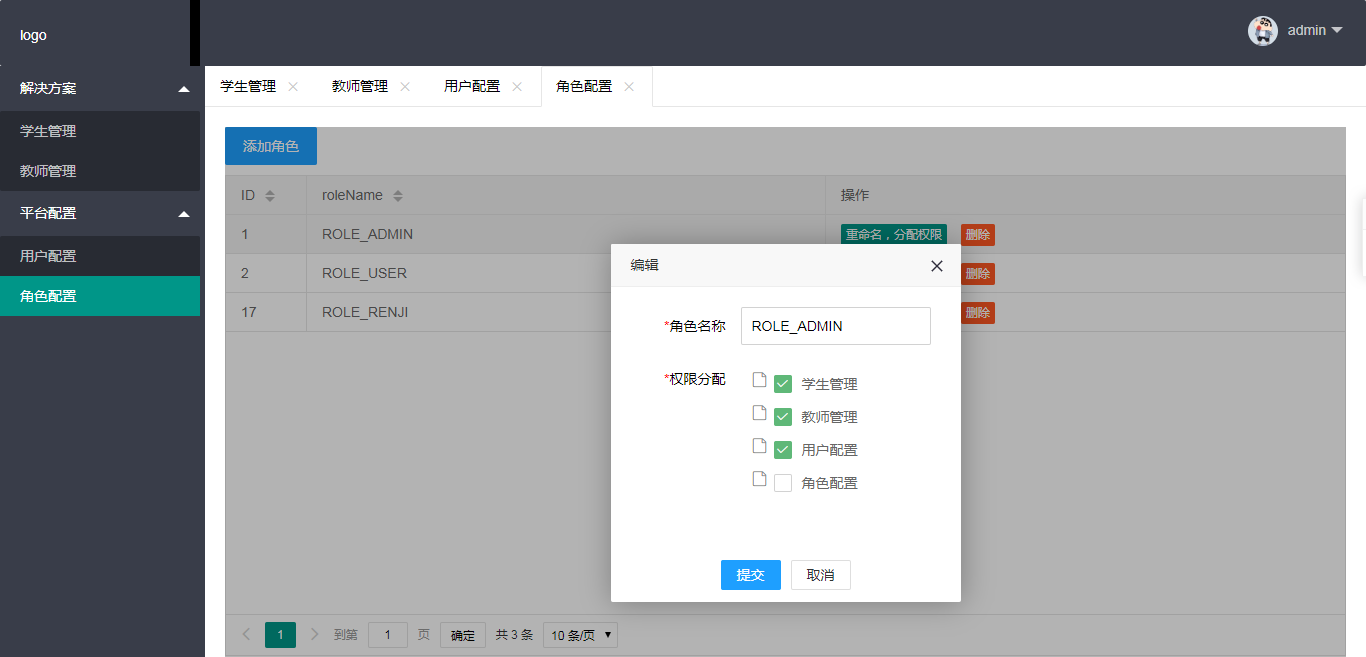 logo
admin
解决方案
学生管理
教师管理
平台配置
用户配置
角色配置
学生管理 教师管理 用户配置 角色配置
添加角色
ID roleName 操作
1 ROLE_ADMIN 重命名，分配权限 删除
2 ROLE_USER 删除
17 ROLE_RENJI 删除
编辑
*角色名称 ROLE_ADMIN
*权限分配 学生管理
教师管理
用户配置
角色配置
提交 取消
1 到第 1 页 确定 共 3 条 10 条/页